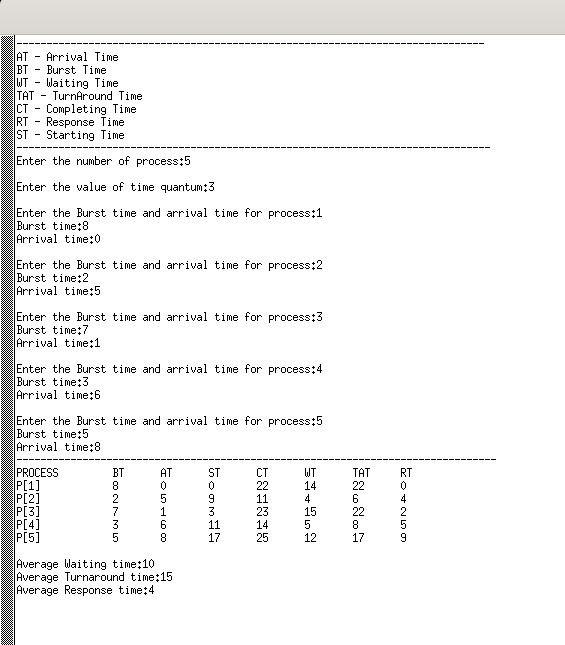 --------------------------------------------------------------------------------
AT - Arrival Time
BT - Burst Time
WT - Waiting Time
TAT - TurnAround Time
CT - Completing Time
RT - Response Time
ST - Starting Time
--------------------------------------------------------------------------------
Enter the number of process:5
Enter the value of time quantum:3
Enter the Burst time and arrival time for process:1
Burst time:8
Arrival time:0
Enter the Burst time and arrival time for process:2
Burst time:2
Arrival time:5
Enter the Burst time and arrival time for process:3
Burst time:7
Arrival time:1
Enter the Burst time and arrival time for process:4
Burst time:3
Arrival time:6
Enter the Burst time and arrival time for process:5
Burst time:5
Arrival time:8
--------------------------------------------------------------------------------
PROCESS BT AT ST CT WT TAT RT
P[1] 8 0 0 22 14 22 0
P[2] 2 5 9 11 4 6 4
P[3] 7 1 3 23 15 22 2
P[4] 3 6 11 14 5 8 5
P[5] 5 8 17 25 12 17 9
Average Waiting time:10
Average Turnaround time:15
Average Response time:4